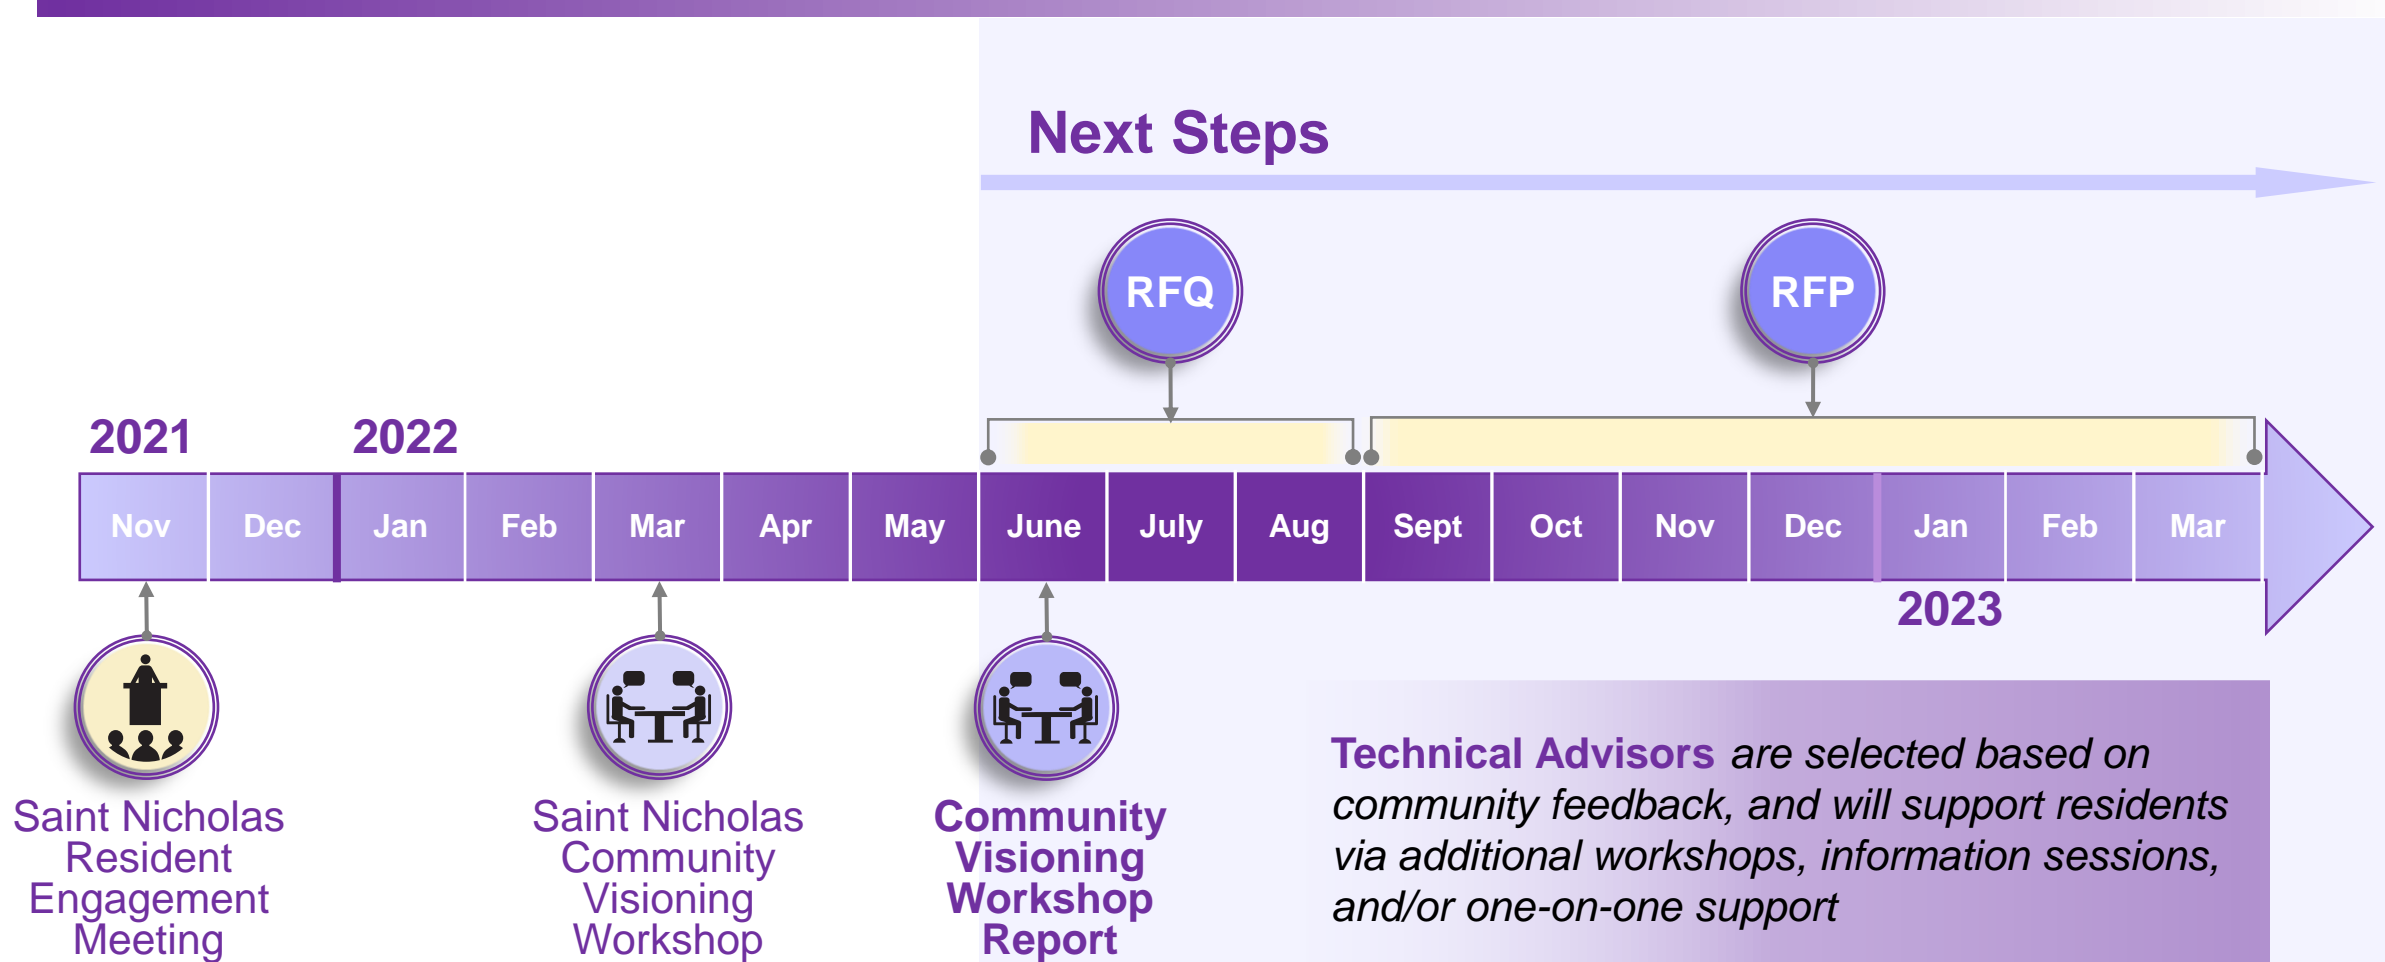 Next Steps
RFQ
RFP
2021
2022
Nov
Dec
Jan
Feb
Mar
Apr
May
June
July
Aug
Sept
Oct
Nov
Dec
Jan
Feb
Mar
2023
Saint Nicholas
Resident
Engagement
Meeting
Saint Nicholas
Community
Visioning
Workshop
Community
Visioning
Workshop
Report
Technical Advisors are selected based on
community feedback, and will support residents
via additional workshops, information sessions,
and/or one-on-one support